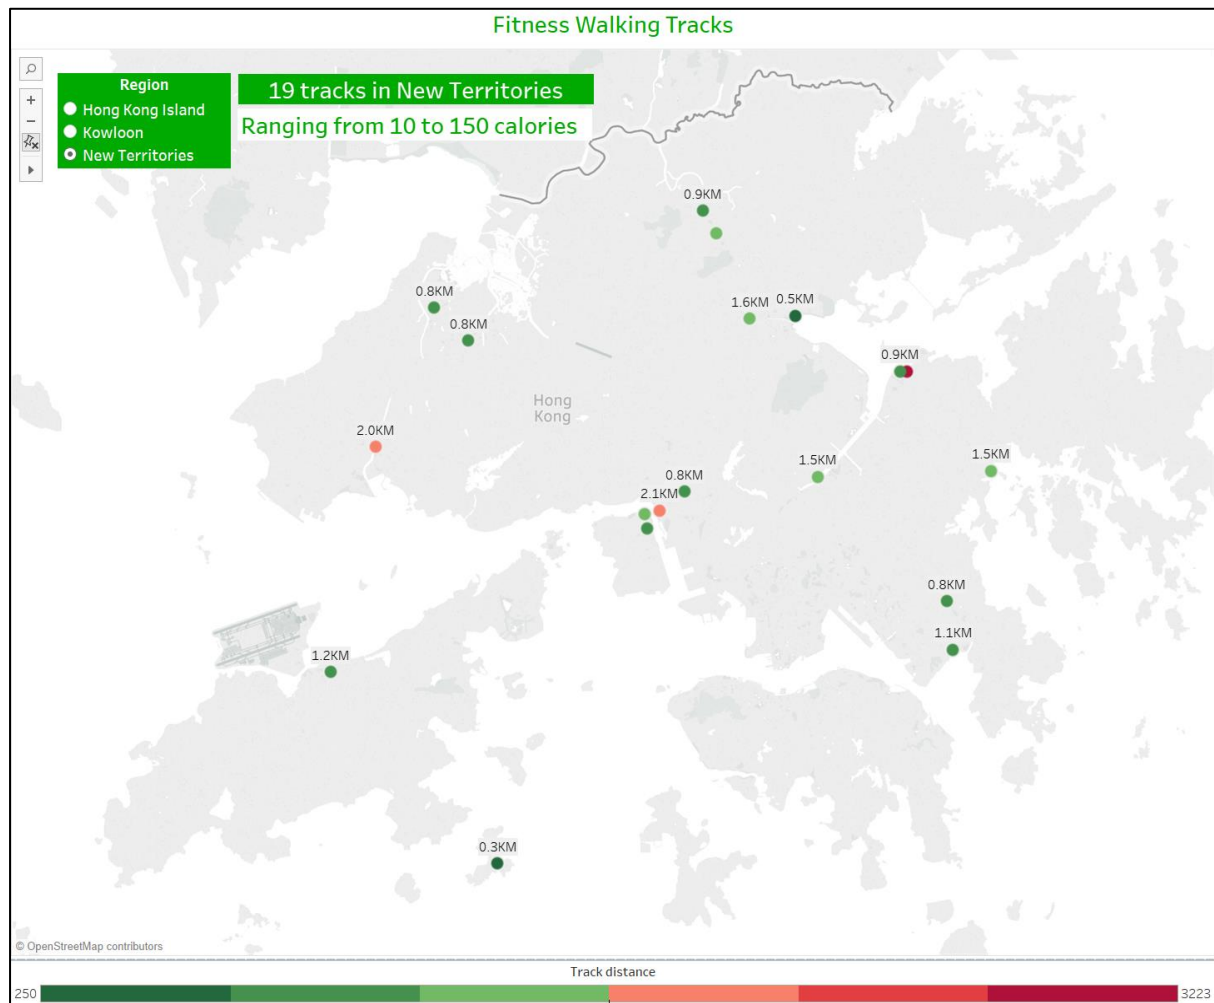 Fitness Walking Tracks
Region
Hong Kong Island
Kowloon
New Territories
19 tracks in New Territories
Ranging from 10 to 150 calories
0.9KM
0.8KM
0.8KM
1.6KM
0.5KM
0.9KM
Hong
Kong
2.0KM
1.5KM
1.5KM
0.8KM
2.1KM
0.8KM
1.1KM
1.2KM
0.3KM
© OpenStreetMap contributors
Track distance
250
3223